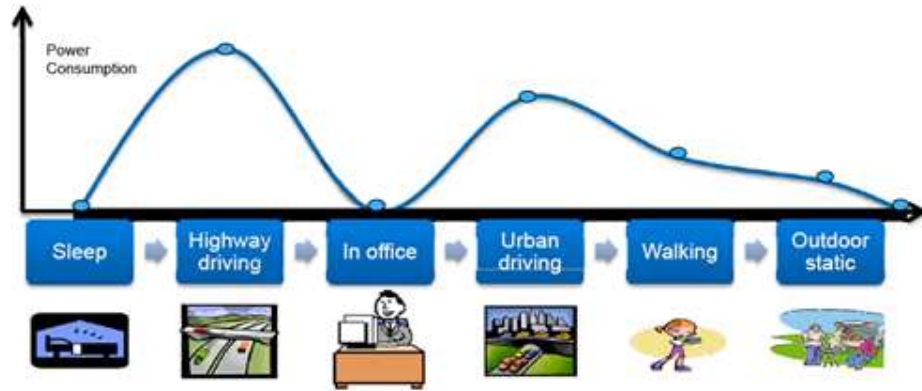 Power
Consumption
Sleep
Highway
driving
In office
Urban
driving
Walking
Outdoor
static